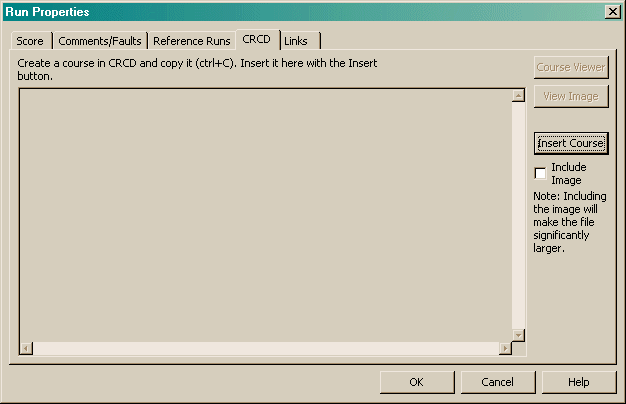 Run Properties
Score
Comments/Faults
Reference Runs
CRCD
Links
Create a course in CRCD and copy it (ctrl+C). Insert it here with the Insert
button.
Course Viewer
View Image
Insert Course
Include
Image
Note: Including
the image will
make the file
significantly
larger.
OK
Cancel
Help